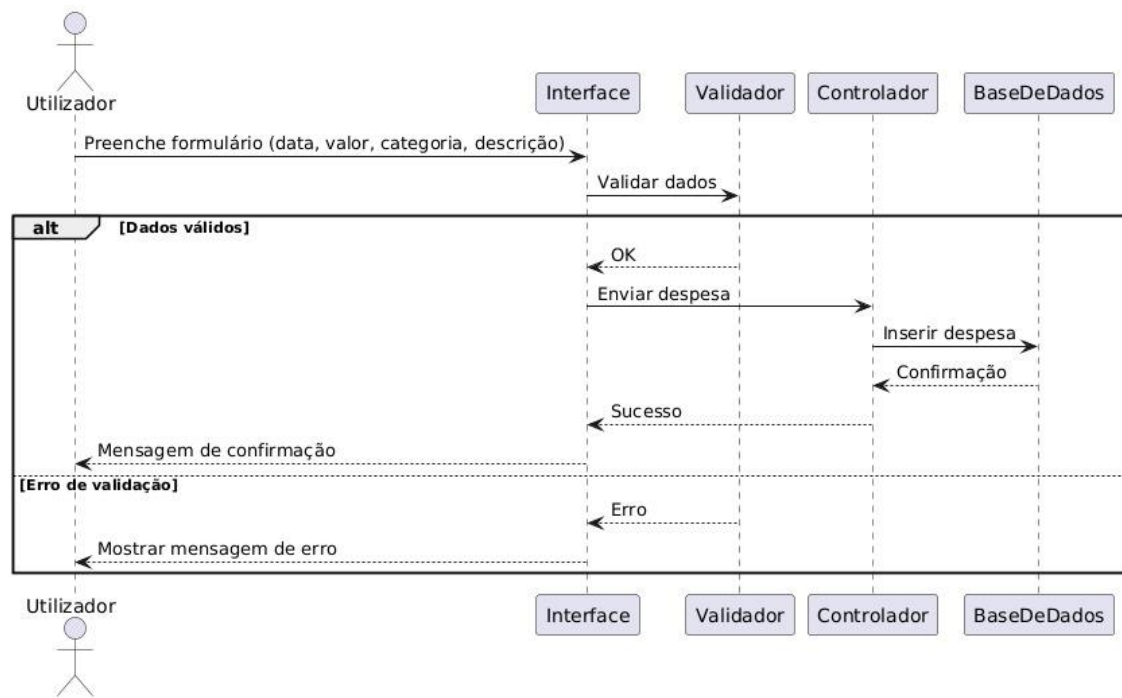 Utilizador
Interface
Validador
Controlador
BaseDeDados
Preenche formulário (data, valor, categoria, descrição)
Validar dados
alt
[Dados válidos]
OK
Enviar despesa
Inserir despesa
Confirmação
Sucesso
Mensagem de confirmação
[Erro de validação]
Erro
Mostrar mensagem de erro
Utilizador
Interface
Validador
Controlador
BaseDeDados